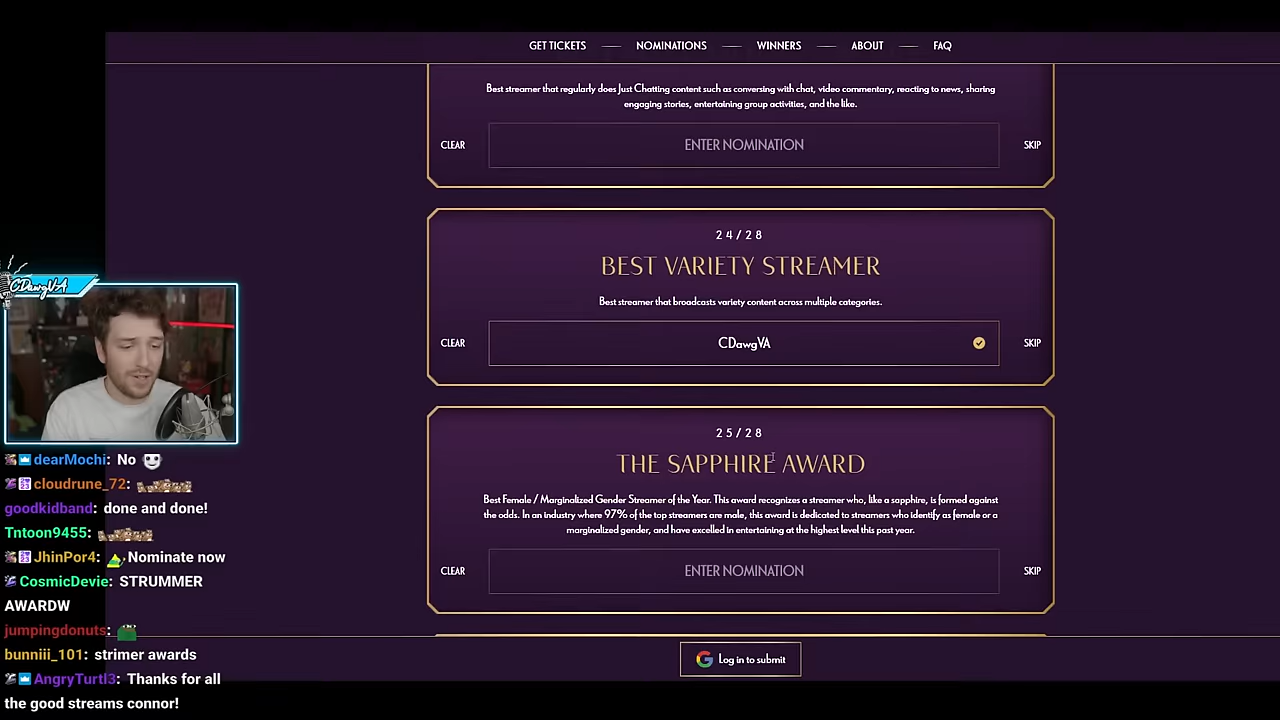 GET TICKETS
NOMINATIONS
WINNERS
ABOUT
FAQ
Best streamer that regularly does Just Chatting content such as conversing with chat, video commentary, reacting to news, sharing
engaging stories, entertaining group activities, and the like.
CLEAR
ENTER NOMINATION
SKIP
24/28
BEST VARIETY STREAMER
Best streamer that broadcasts variety content across multiple categories.
CLEAR
CDawgVA
SKIP
25/28
THE SAPPHIRE AWARD
Best Female / Marginalized Gender Streamer of the Year. This award recognizes a streamer who, like a sapphire, is formed against
the odds. In an industry where 97% of the top streamers are male, this award is dedicated to streamers who identify as female or a
marginalized gender, and have excelled in entertaining at the highest level this past year.
CLEAR
ENTER NOMINATION
SKIP
Log in to submit
CDawgVA
dearMochi: No
cloudrune_72:
goodkidband: done and done!
Tntoon9455:
JhinPor4: Nominate now
CosmicDevie: STRUMMER
AWARDW
jumpingdonuts:
bunniii_101: strimer awards
AngryTurtl3: Thanks for all
the good streams connor!